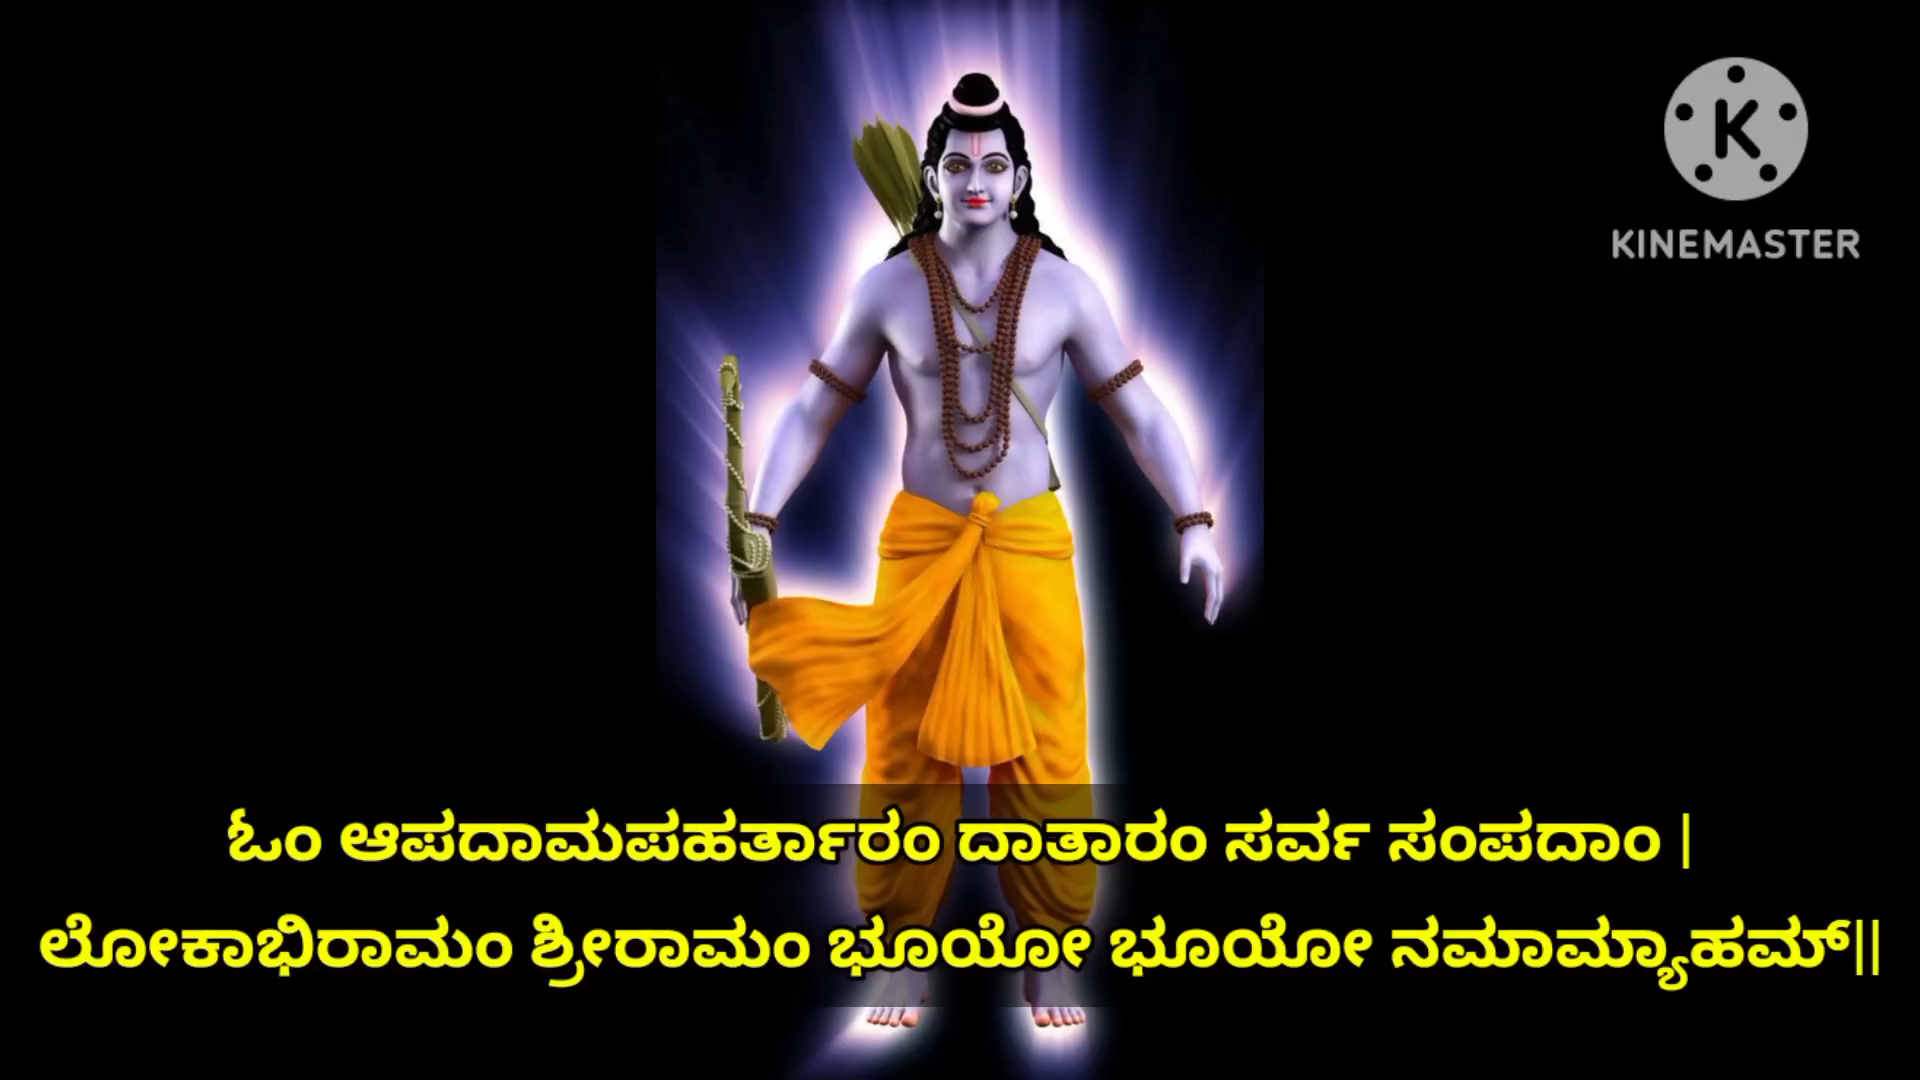 K
KINEMASTER
ಓಂ ಆಪದಾಮಪಹರ್ತಾರಂ ದಾತಾರಂ ಸರ್ವ ಸಂಪದಾಂ |
ಲೋಕಾಭಿರಾಮಂ ಶ್ರೀರಾಮಂ ಭೂಯೋ ಭೂಯೋ ನಮಾಮ್ಯಾಹಮ್||